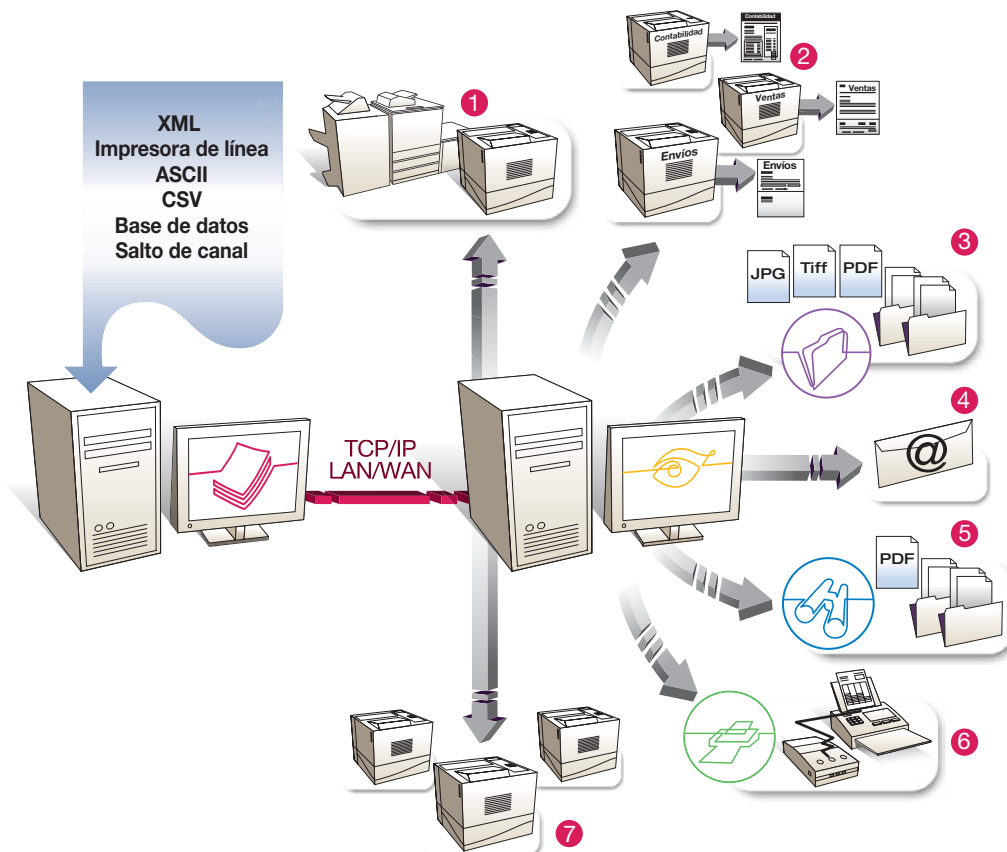 XML
Impresora de línea
ASCII
CSV
Base de datos
Salto de canal
TCP/IP
LAN/WAN
1
Contabilidad
Contabilidad
2
Ventas
Ventas
Envíos
Envíos
3
JPG
Tiff
PDF
4
@
5
PDF
6
7